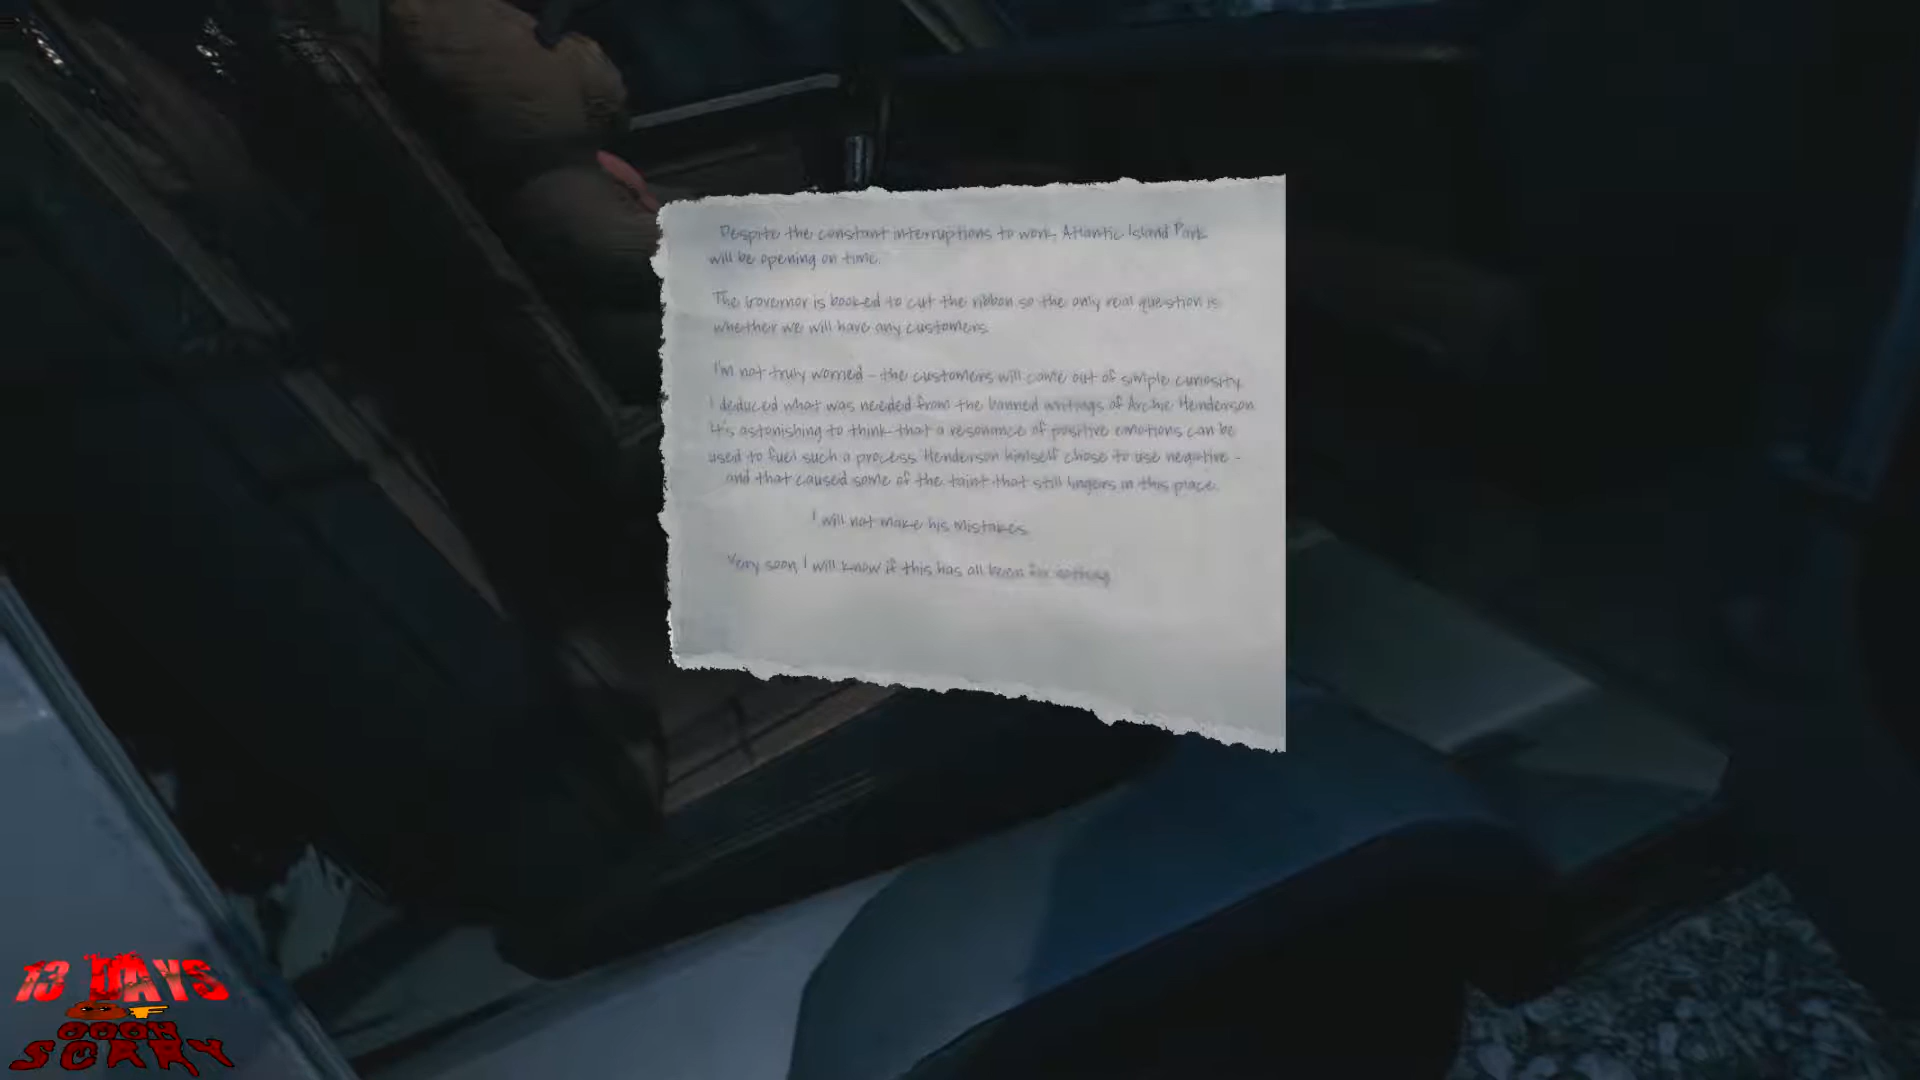 Despite the constant interruptions to work, Atlantic Island Park
will be opening on time.
The Governor is booked to cut the ribbon so the only real question is
whether we will have any customers.
I'm not truly worried - the customers will come out of simple curiosity.
I deduced what was needed from the banned writings of Archie Henderson.
It's astonishing to think that a resonance of positive emotions can be
used to fuel such a process. Henderson himself chose to use negative -
and that caused some of the taint that still lingers in this place.
I will not make his mistakes.
Very soon, I will know if this has all been for nothing.
13 DAYS
OOOH
SCARY